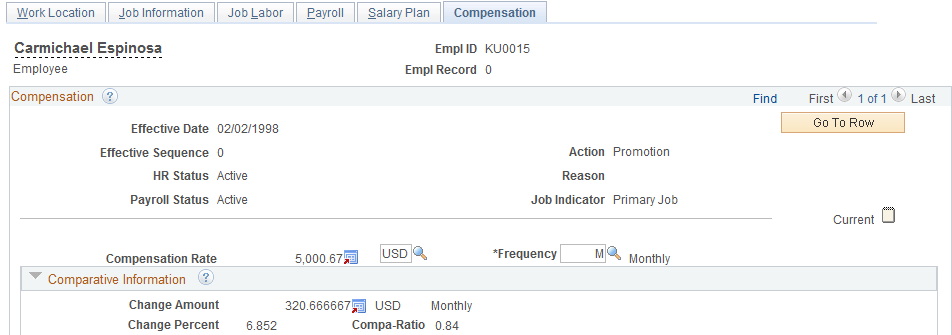 Work Location Job Information Job Labor Payroll Salary Plan Compensation
Carmichael Espinosa Empl ID KU0015
Employee Empl Record 0
Compensation ? Find First 1 of 1 Last
Go To Row
Effective Date 02/02/1998
Effective Sequence 0 Action Promotion
HR Status Active Reason
Payroll Status Active Job Indicator Primary Job
Current
Compensation Rate 5,000.67 USD *Frequency M Monthly
Comparative Information ?
Change Amount 320.666667 USD Monthly
Change Percent 6.852 Compa-Ratio 0.84